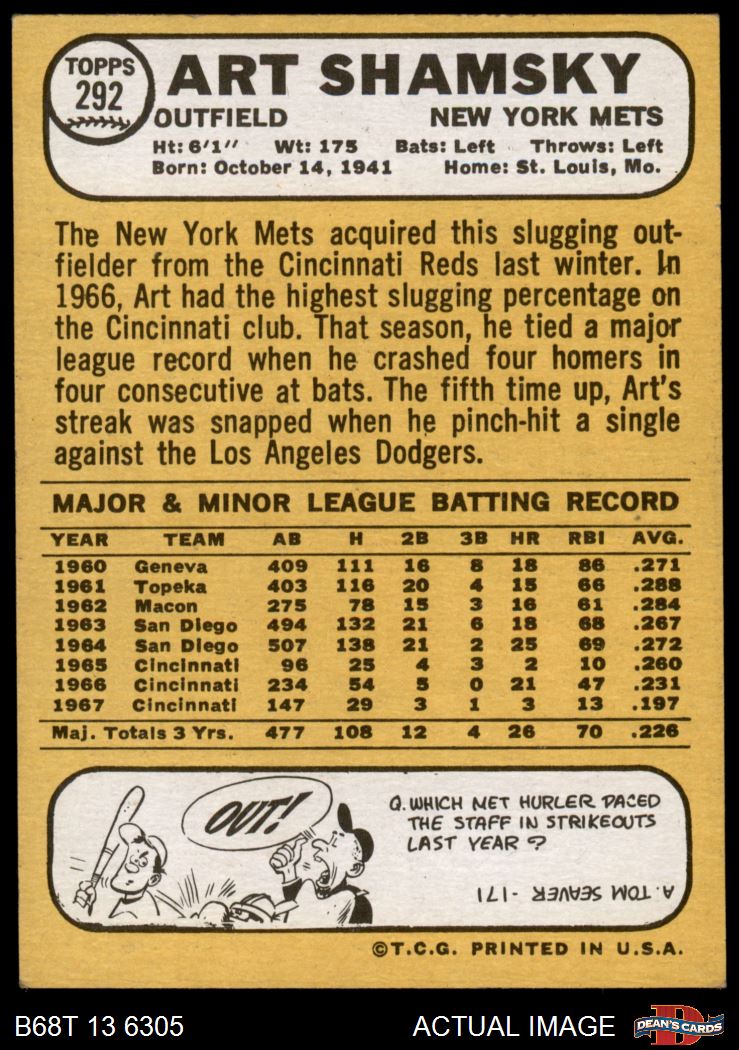 TOPPS
292
ART SHAMSKY
OUTFIELD NEW YORK METS
Ht: 6'1" Wt: 175 Bats: Left Throws: Left
Born: October 14, 1941 Home: St. Louis, Mo.
The New York Mets acquired this slugging out-
fielder from the Cincinnati Reds last winter. In
1966, Art had the highest slugging percentage on
the Cincinnati club. That season, he tied a major
league record when he crashed four homers in
four consecutive at bats. The fifth time up, Art's
streak was snapped when he pinch-hit a single
against the Los Angeles Dodgers.
MAJOR & MINOR LEAGUE BATTING RECORD
YEAR TEAM AB H 2B 3B HR RBI AVG.
1960 Geneva 409 111 16 8 18 86 .271
1961 Topeka 403 116 20 4 15 66 .288
1962 Macon 275 78 15 3 16 61 .284
1963 San Diego 494 132 21 6 18 68 .267
1964 San Diego 507 138 21 2 25 69 .272
1965 Cincinnati 96 25 4 3 2 10 .260
1966 Cincinnati 234 54 5 0 21 47 .231
1967 Cincinnati 147 29 3 1 3 13 .197
Maj. Totals 3 Yrs. 477 108 12 4 26 70 .226
OUT!
Q. WHICH MET HURLER PACED
THE STAFF IN STRIKEOUTS
LAST YEAR?
A. TOM SEAVER - 171
©T.C.G. PRINTED IN U.S.A.
B68T 13 6305 ACTUAL IMAGE D DEAN'S CARDS